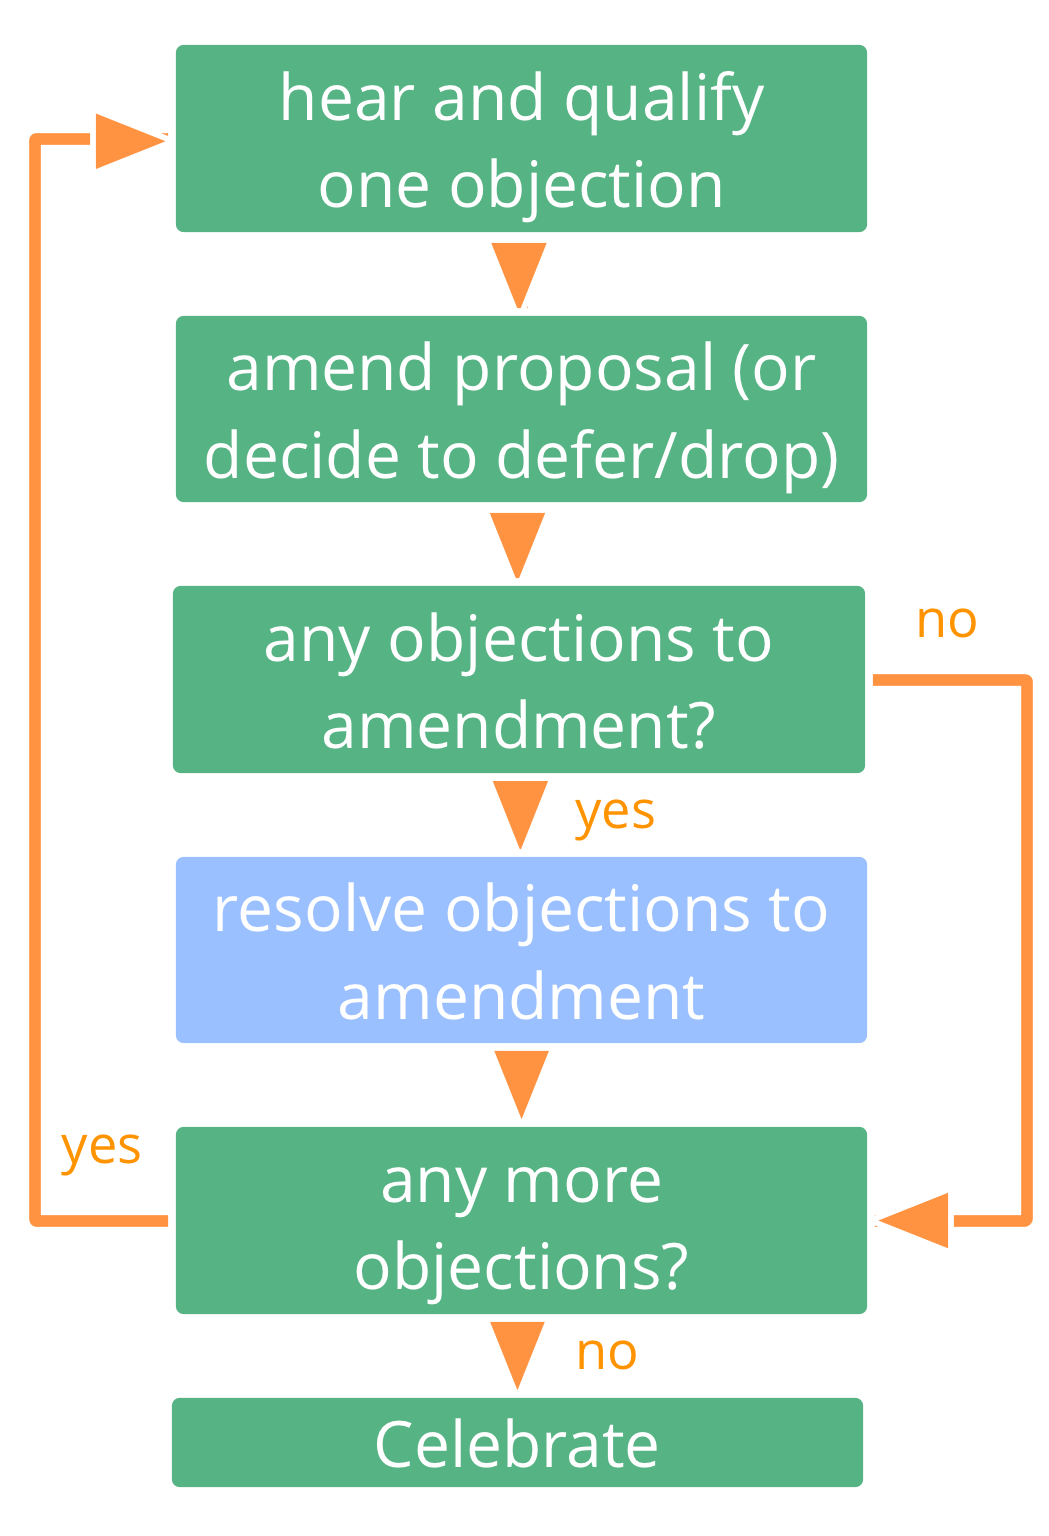 hear and qualify
one objection
amend proposal (or
decide to defer/drop)
any objections to
amendment?
no
yes
resolve objections to
amendment
yes
any more
objections?
no
Celebrate